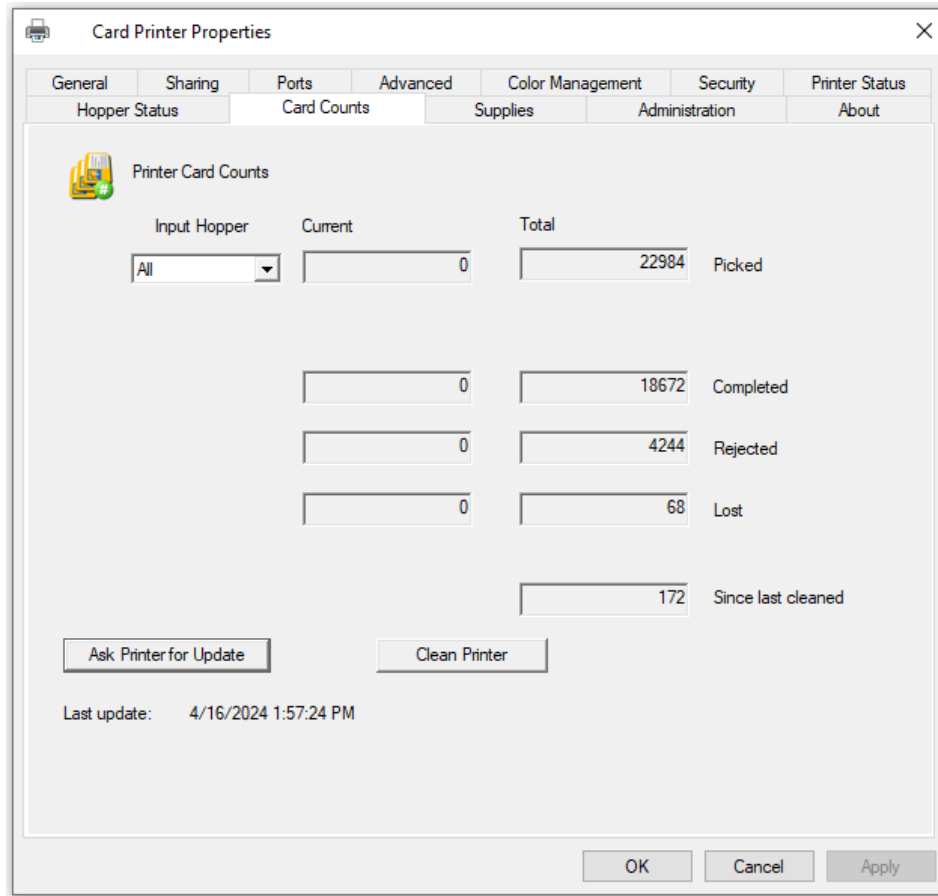 Card Printer Properties
General Sharing Ports Advanced Color Management Security Printer Status
Hopper Status Card Counts Supplies Administration About
Printer Card Counts
Input Hopper Current Total
All 0 22984 Picked
0 18672 Completed
0 4244 Rejected
0 68 Lost
172 Since last cleaned
Ask Printer for Update Clean Printer
Last update: 4/16/2024 1:57:24 PM
OK Cancel Apply